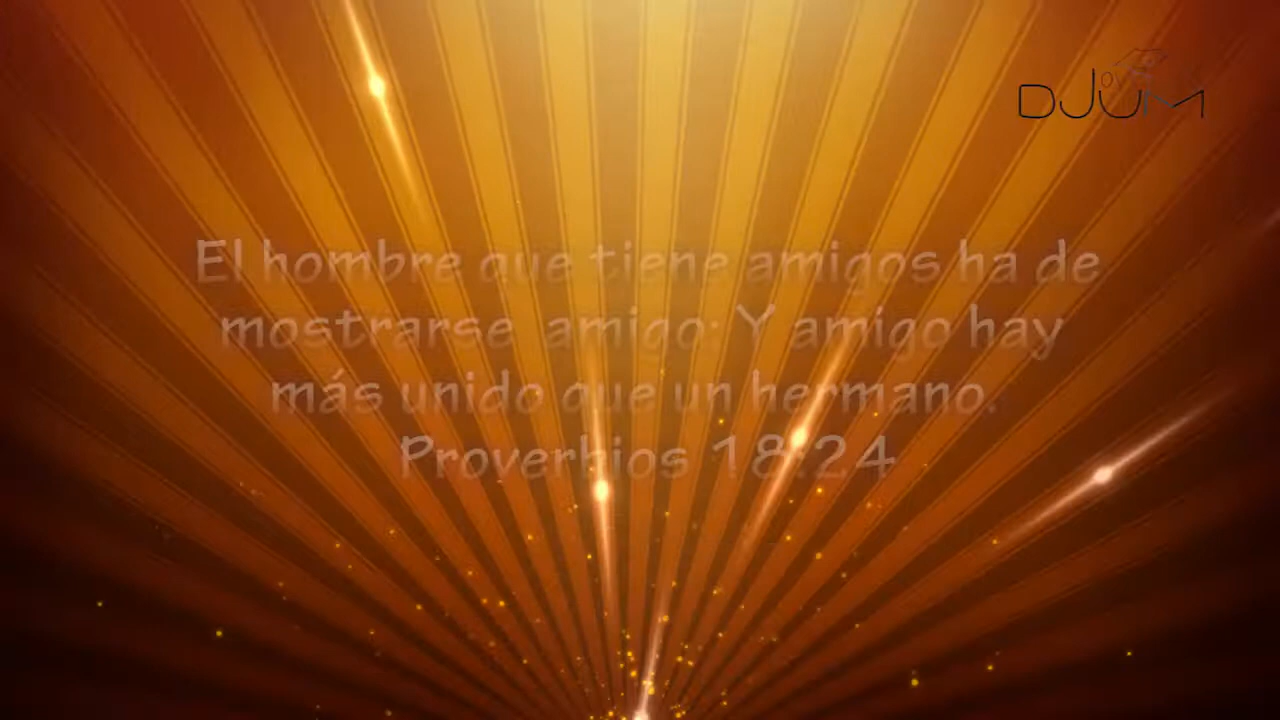 DJUM
El hombre que tiene amigos ha de
mostrarse amigo: Y amigo hay
más unido que un hermano.
Proverbios 18:24